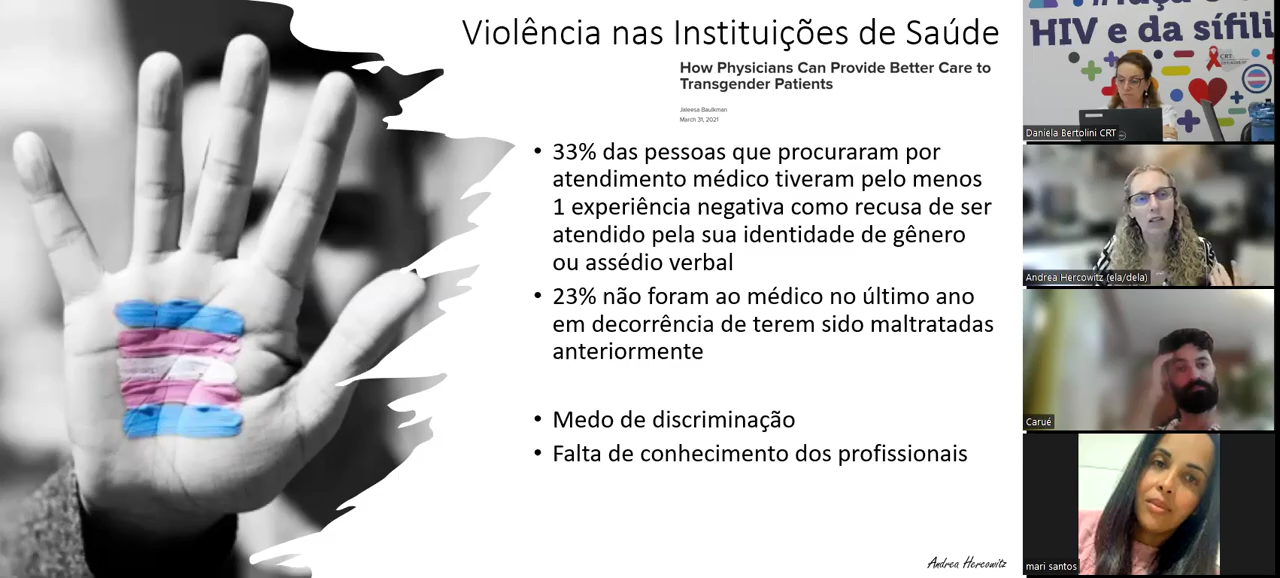 Violência nas Instituições de Saúde
How Physicians Can Provide Better Care to
Transgender Patients
Jaleesa Baulkman
March 31, 2021
• 33% das pessoas que procuraram por
atendimento médico tiveram pelo menos
1 experiência negativa como recusa de ser
atendido pela sua identidade de gênero
ou assédio verbal
• 23% não foram ao médico no último ano
em decorrência de terem sido maltratadas
anteriormente
• Medo de discriminação
• Falta de conhecimento dos profissionais
Andrea Hercowitz
HIV e da sífili
CRT
Daniela Bertolini CRT
Andrea Hercowitz (ela/dela)
Carué
mari santos